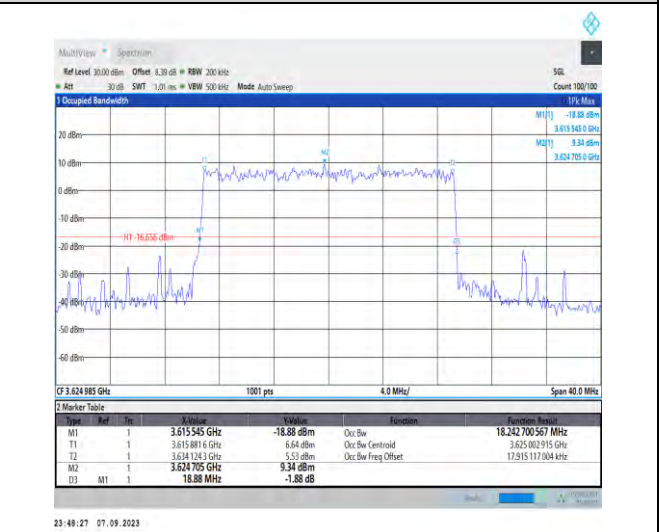 MultiView Spectrum
Ref Level 30.00 dBm Offset 8.39 dB RBW 200 kHz SGL
Att 30 dB SWT 1.01 ms VBW 500 kHz Mode Auto Sweep Count 100/100
1 Occupied Bandwidth 1Pk Max
M1[1] -18.88 dBm
3.615 545 0 GHz
M2[1] 9.34 dBm
3.624 705 0 GHz
20 dBm
M2
10 dBm
T1
T2
0 dBm
-10 dBm
M1
H1 -16.656 dBm
D3
-20 dBm
-30 dBm
-40 dBm
-50 dBm
-60 dBm
CF 3.624 985 GHz 1001 pts 4.0 MHz/ Span 40.0 MHz
2 Marker Table
Type Ref Trc X-Value Y-Value Function Function Result
M1 1 3.615 545 GHz -18.88 dBm Occ Bw 18.242 700 567 MHz
T1 1 3.615 881 6 GHz 6.64 dBm Occ Bw Centroid 3.625 002 915 GHz
T2 1 3.634 124 3 GHz 5.53 dBm Occ Bw Freq Offset 17.915 117 004 kHz
M2 1 3.624 705 GHz 9.34 dBm
D3 M1 1 18.88 MHz -1.88 dB
23:48:27 07.09.2023